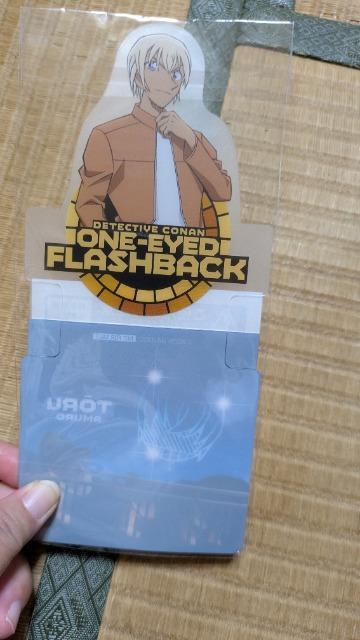 DETECTIVE CONAN
ONE-EYED
FLASHBACK
TŌRU
AMURO